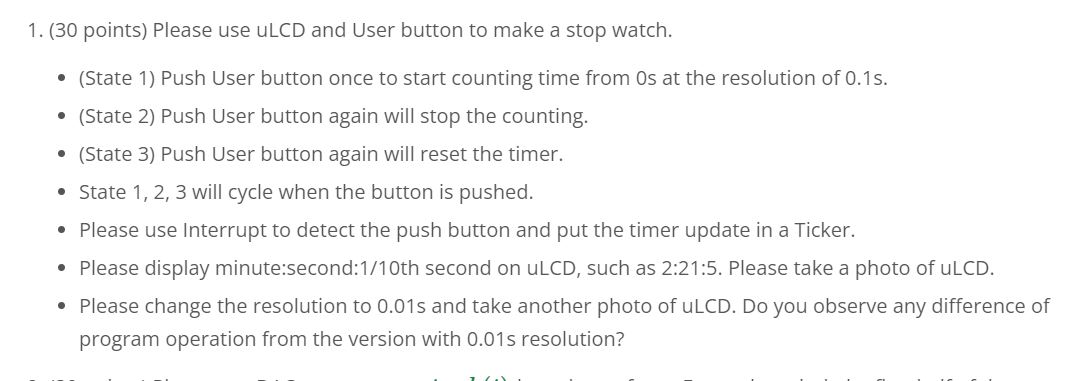 1. (30 points) Please use uLCD and User button to make a stop watch.
• (State 1) Push User button once to start counting time from 0s at the resolution of 0.1s.
• (State 2) Push User button again will stop the counting.
• (State 3) Push User button again will reset the timer.
• State 1, 2, 3 will cycle when the button is pushed.
• Please use Interrupt to detect the push button and put the timer update in a Ticker.
• Please display minute:second:1/10th second on uLCD, such as 2:21:5. Please take a photo of uLCD.
• Please change the resolution to 0.01s and take another photo of uLCD. Do you observe any difference of
program operation from the version with 0.01s resolution?